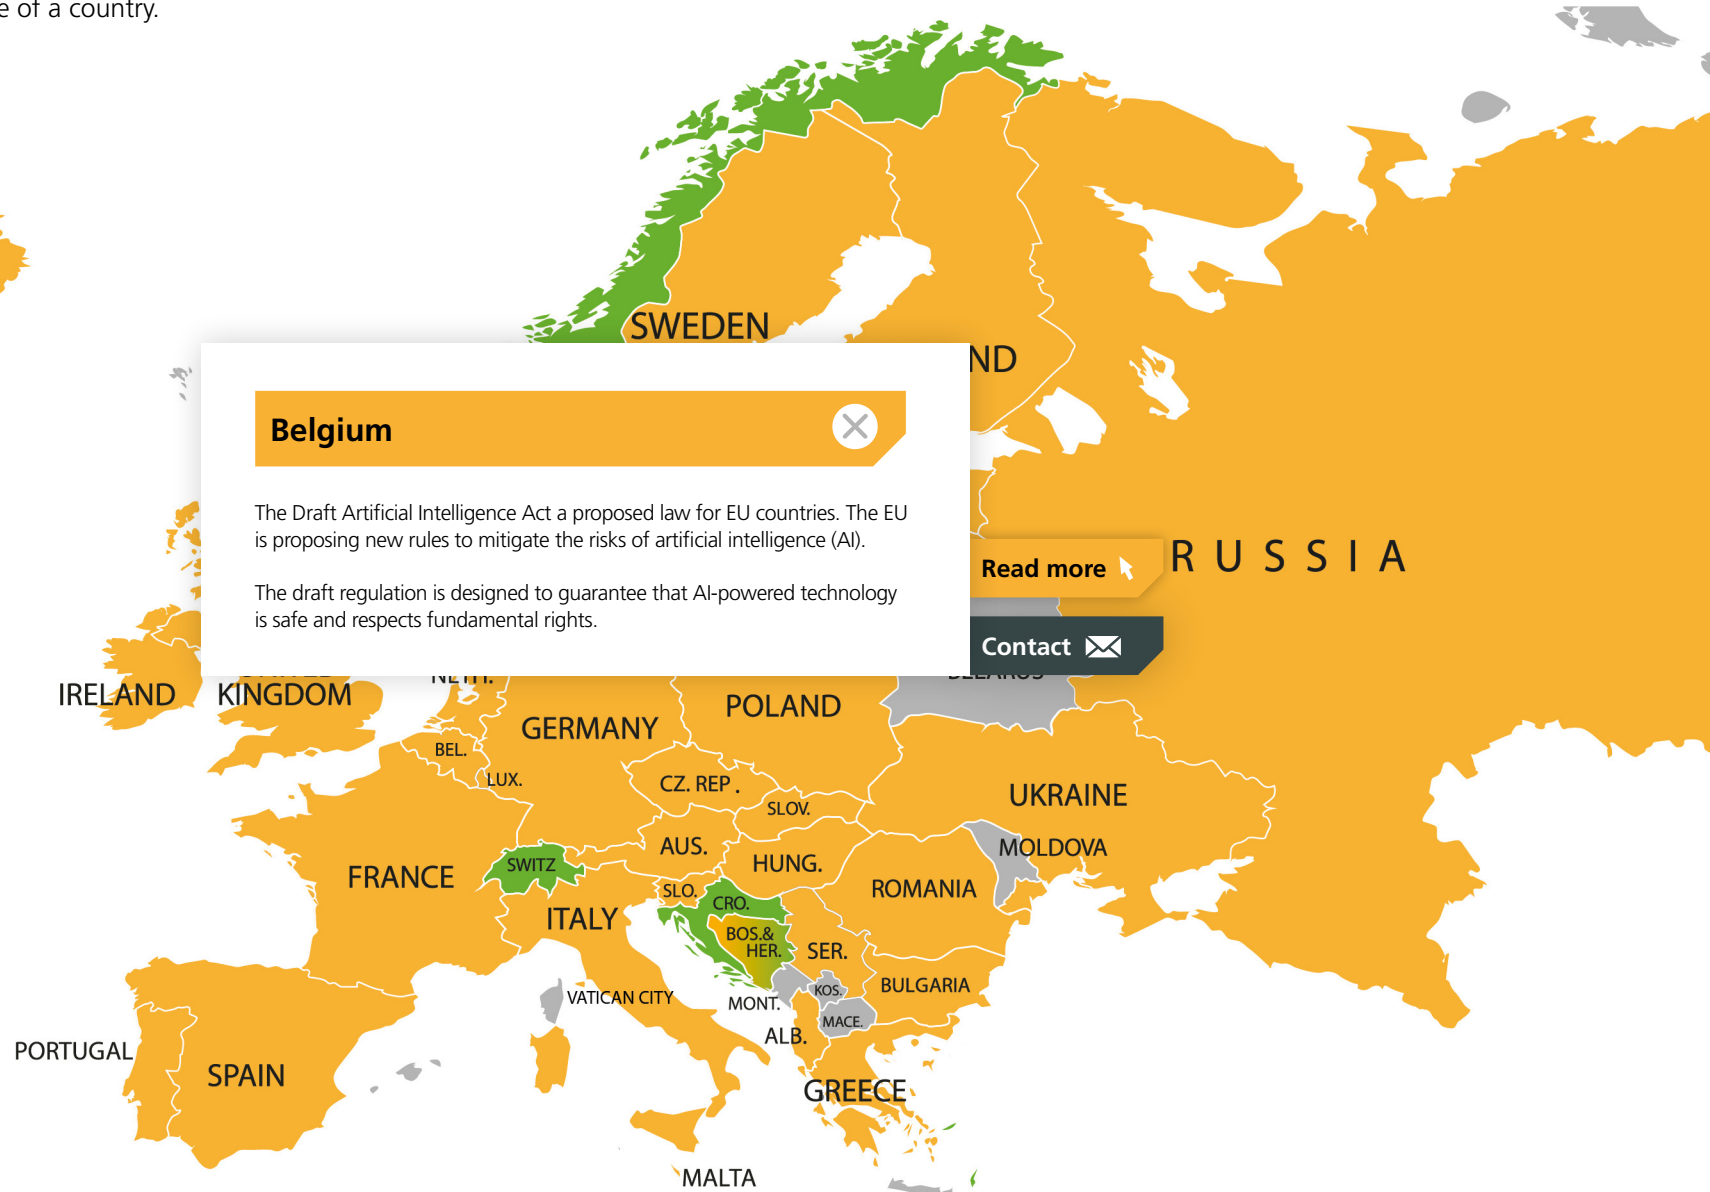 e of a country.
SWEDEN
ND
Belgium
The Draft Artificial Intelligence Act a proposed law for EU countries. The EU
is proposing new rules to mitigate the risks of artificial intelligence (AI).
The draft regulation is designed to guarantee that AI-powered technology
is safe and respects fundamental rights.
Read more
Contact
RUSSIA
IRELAND
KINGDOM
NETH.
BELARUS
POLAND
GERMANY
BEL.
LUX.
CZ. REP.
SLOV.
UKRAINE
AUS.
HUNG.
MOLDOVA
FRANCE
SWITZ
ROMANIA
SLO.
CRO.
ITALY
BOS.&
HER.
SER.
BULGARIA
KOS.
VATICAN CITY
MONT.
MACE.
ALB.
PORTUGAL
SPAIN
GREECE
MALTA